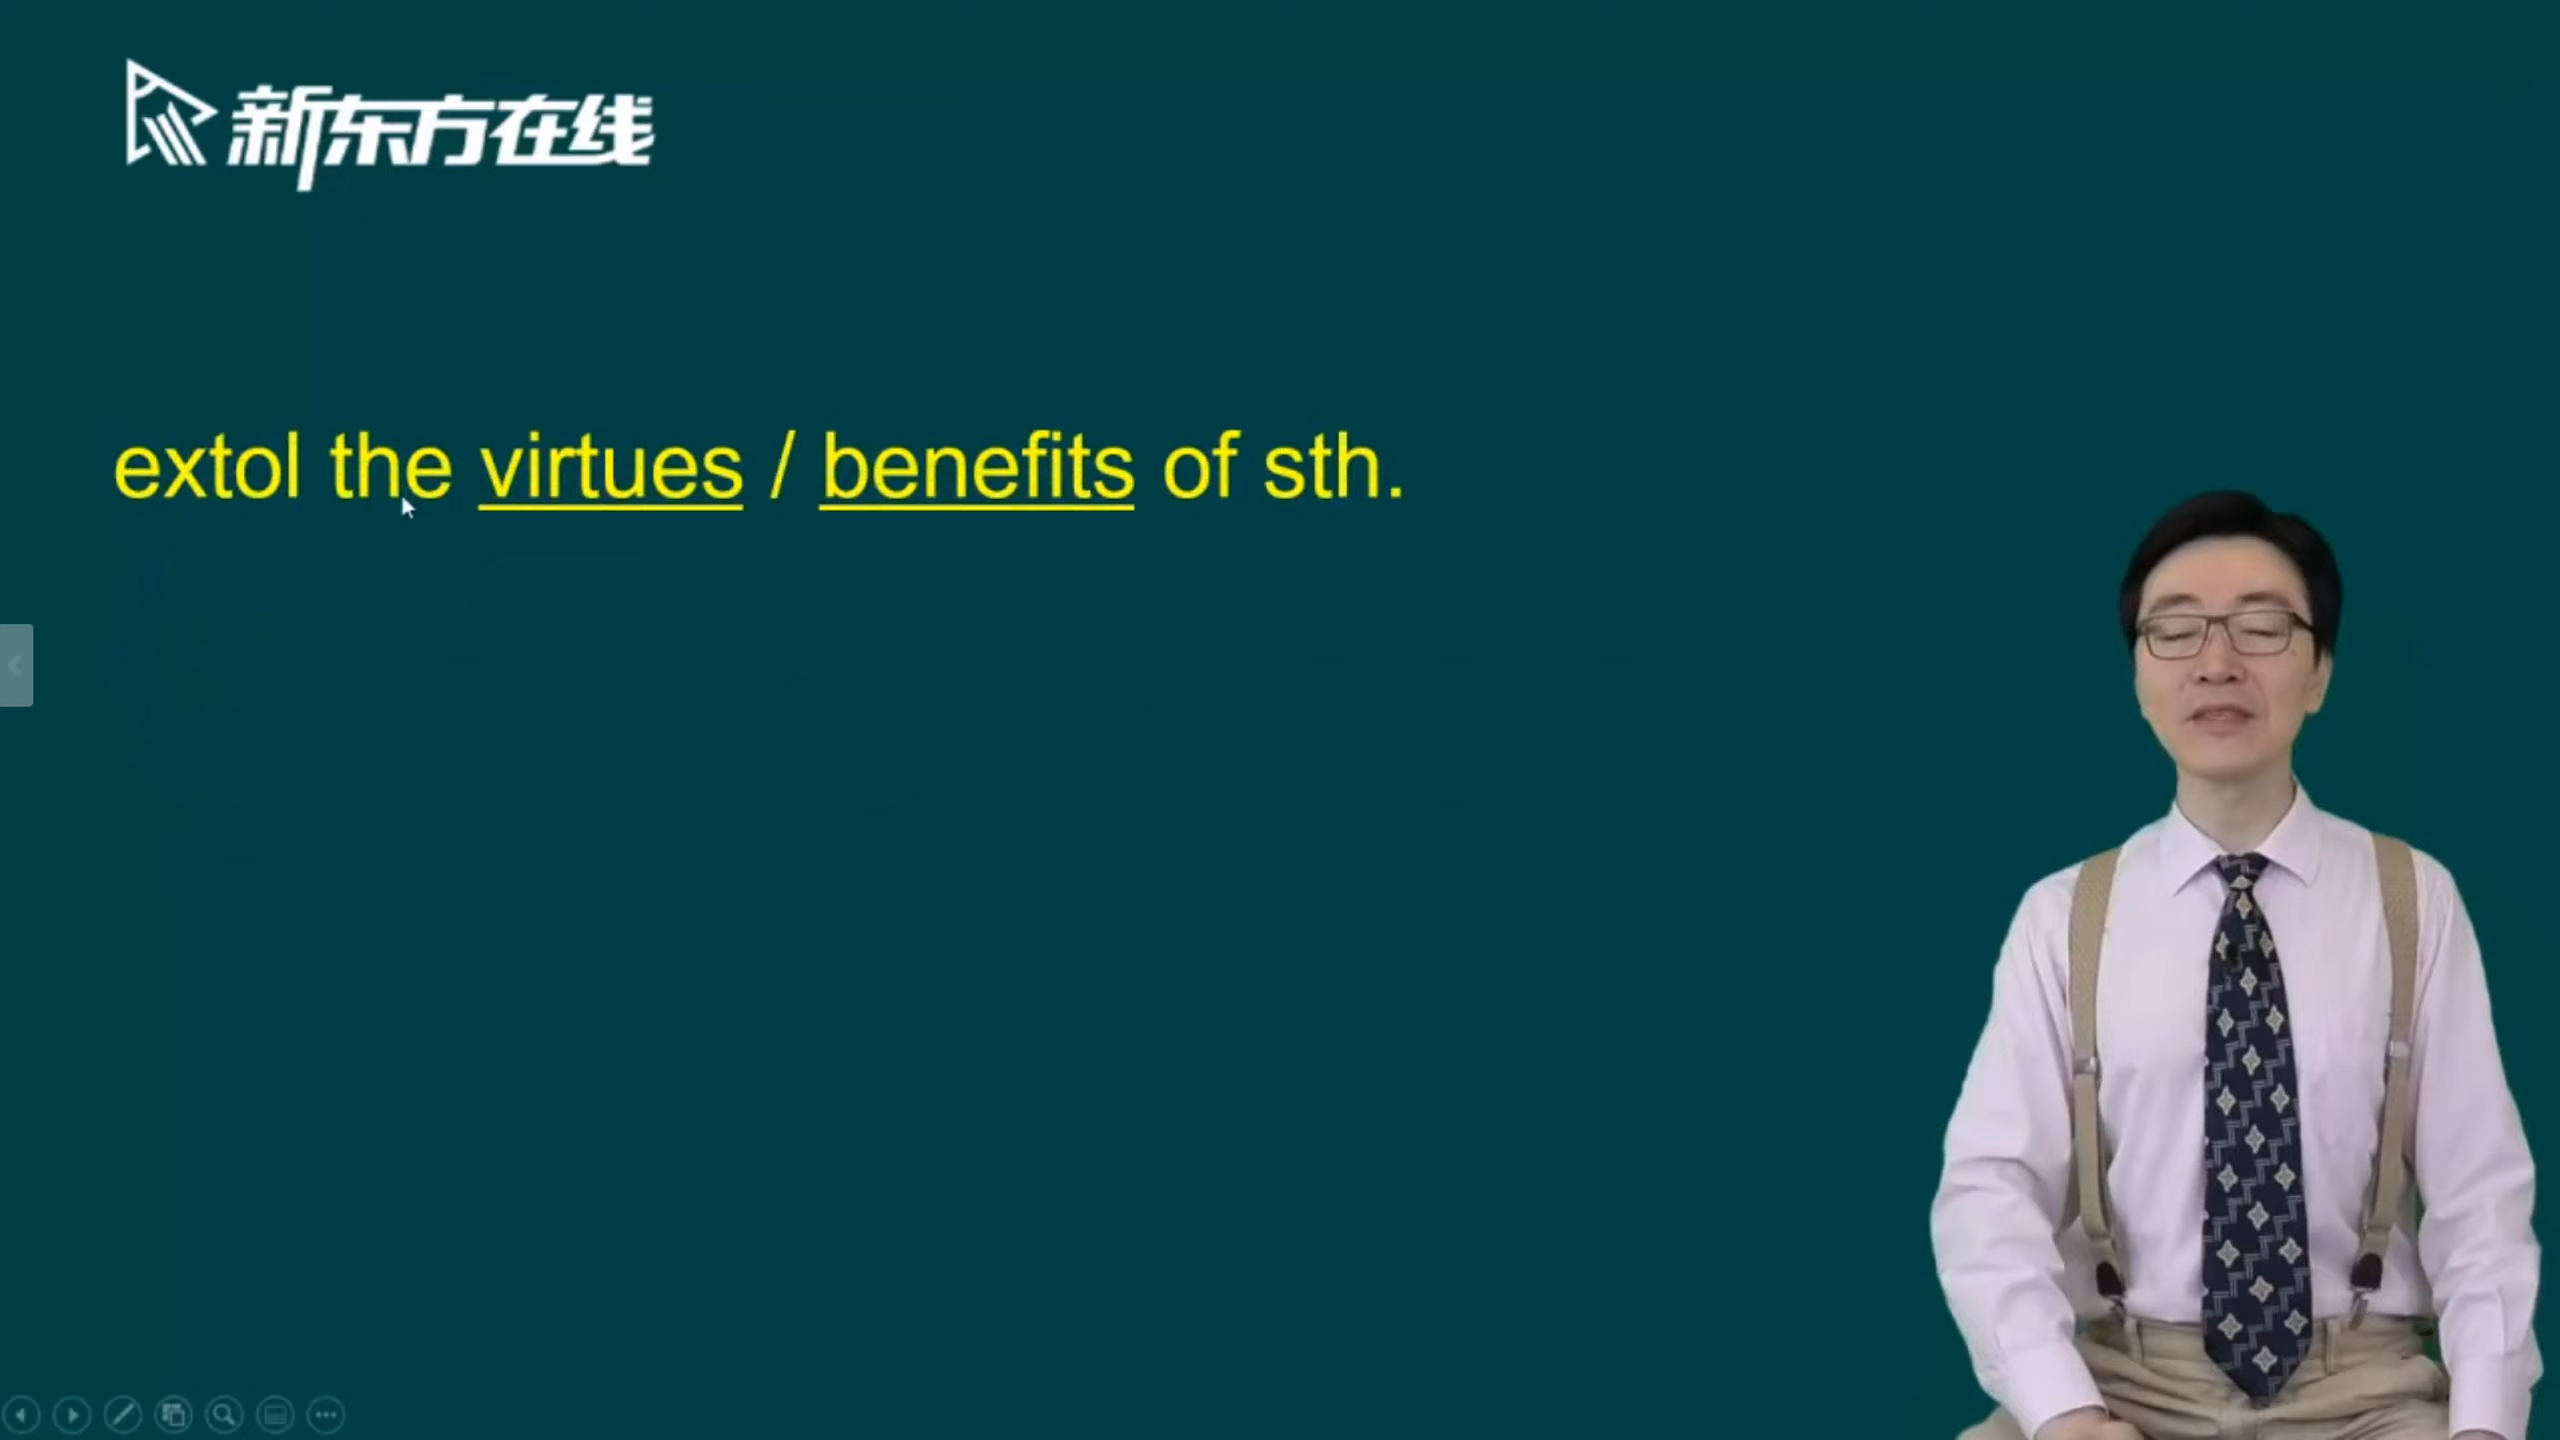 新东方在线
extol the virtues / benefits of sth.